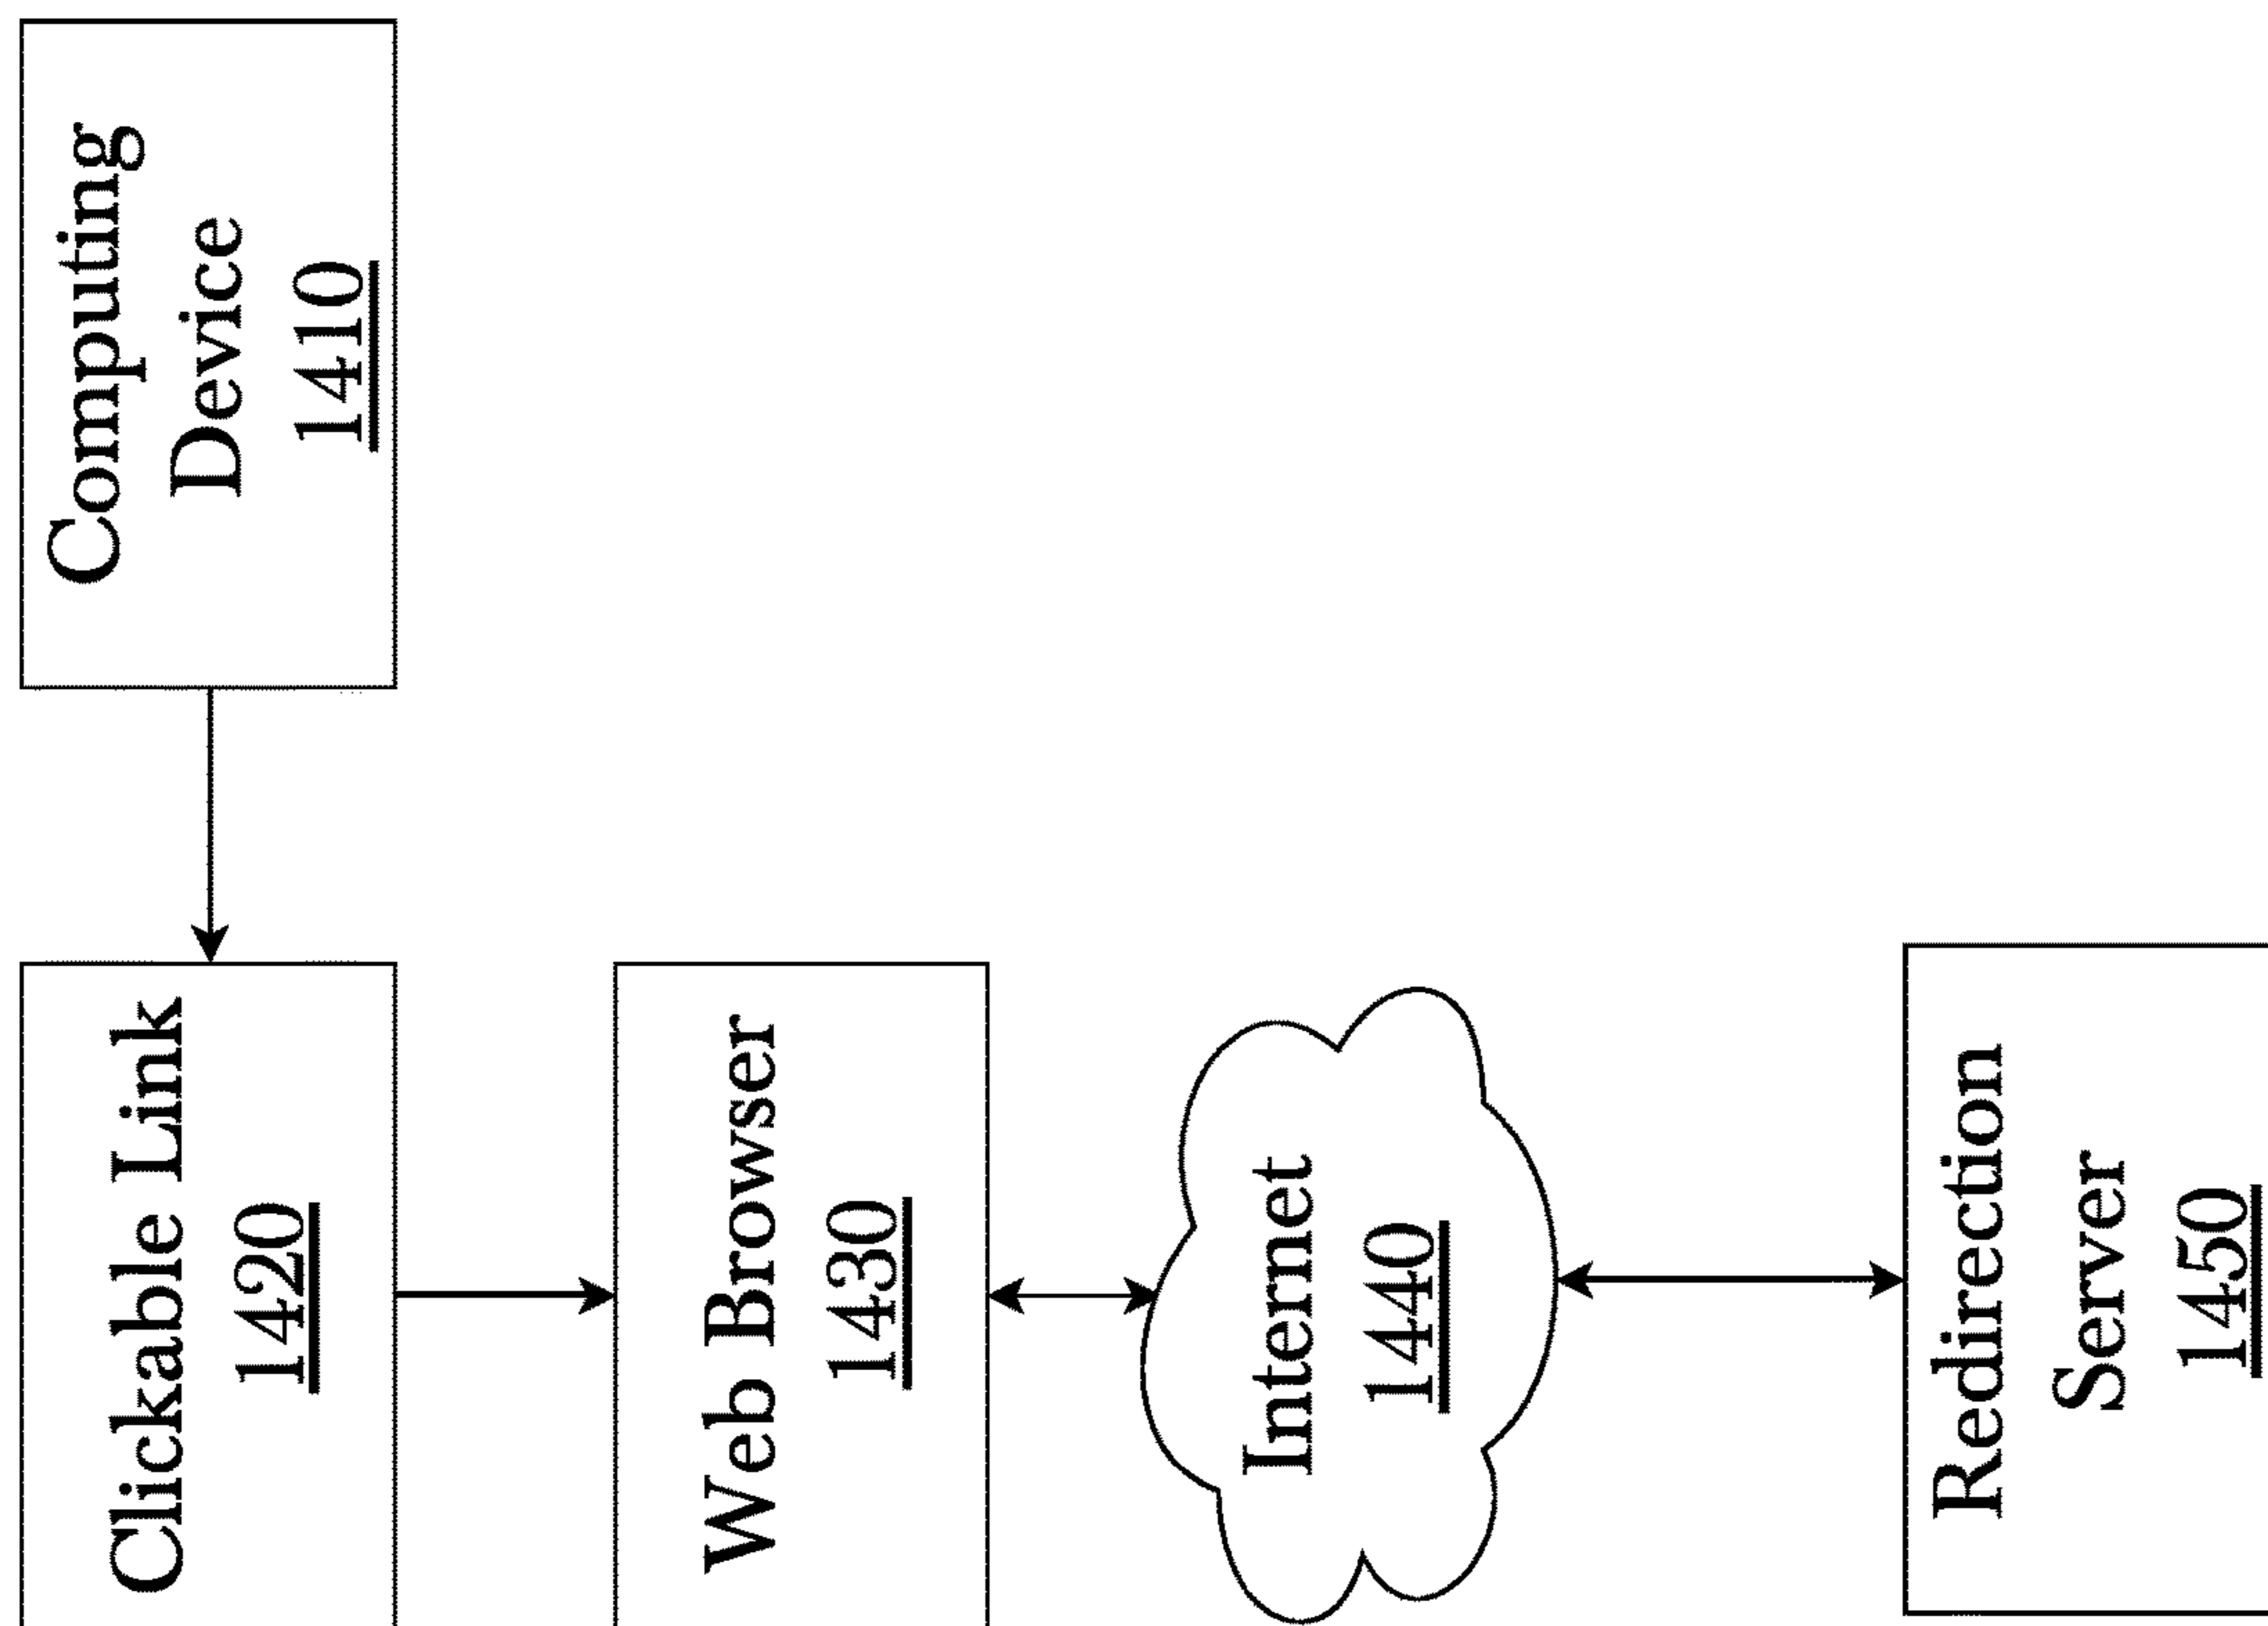 Clickable Link
1420
Computing
Device
1410
Web Browser
1430
Internet
1440
Redirection
Server
1450